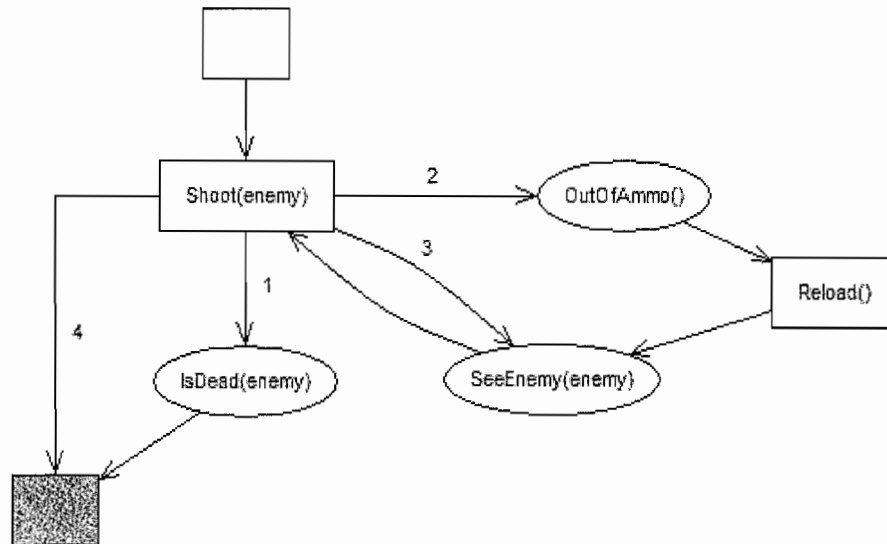 Shoot(enemy)
2
OutOfAmmo()
3
Reload()
1
4
IsDead(enemy)
SeeEnemy(enemy)